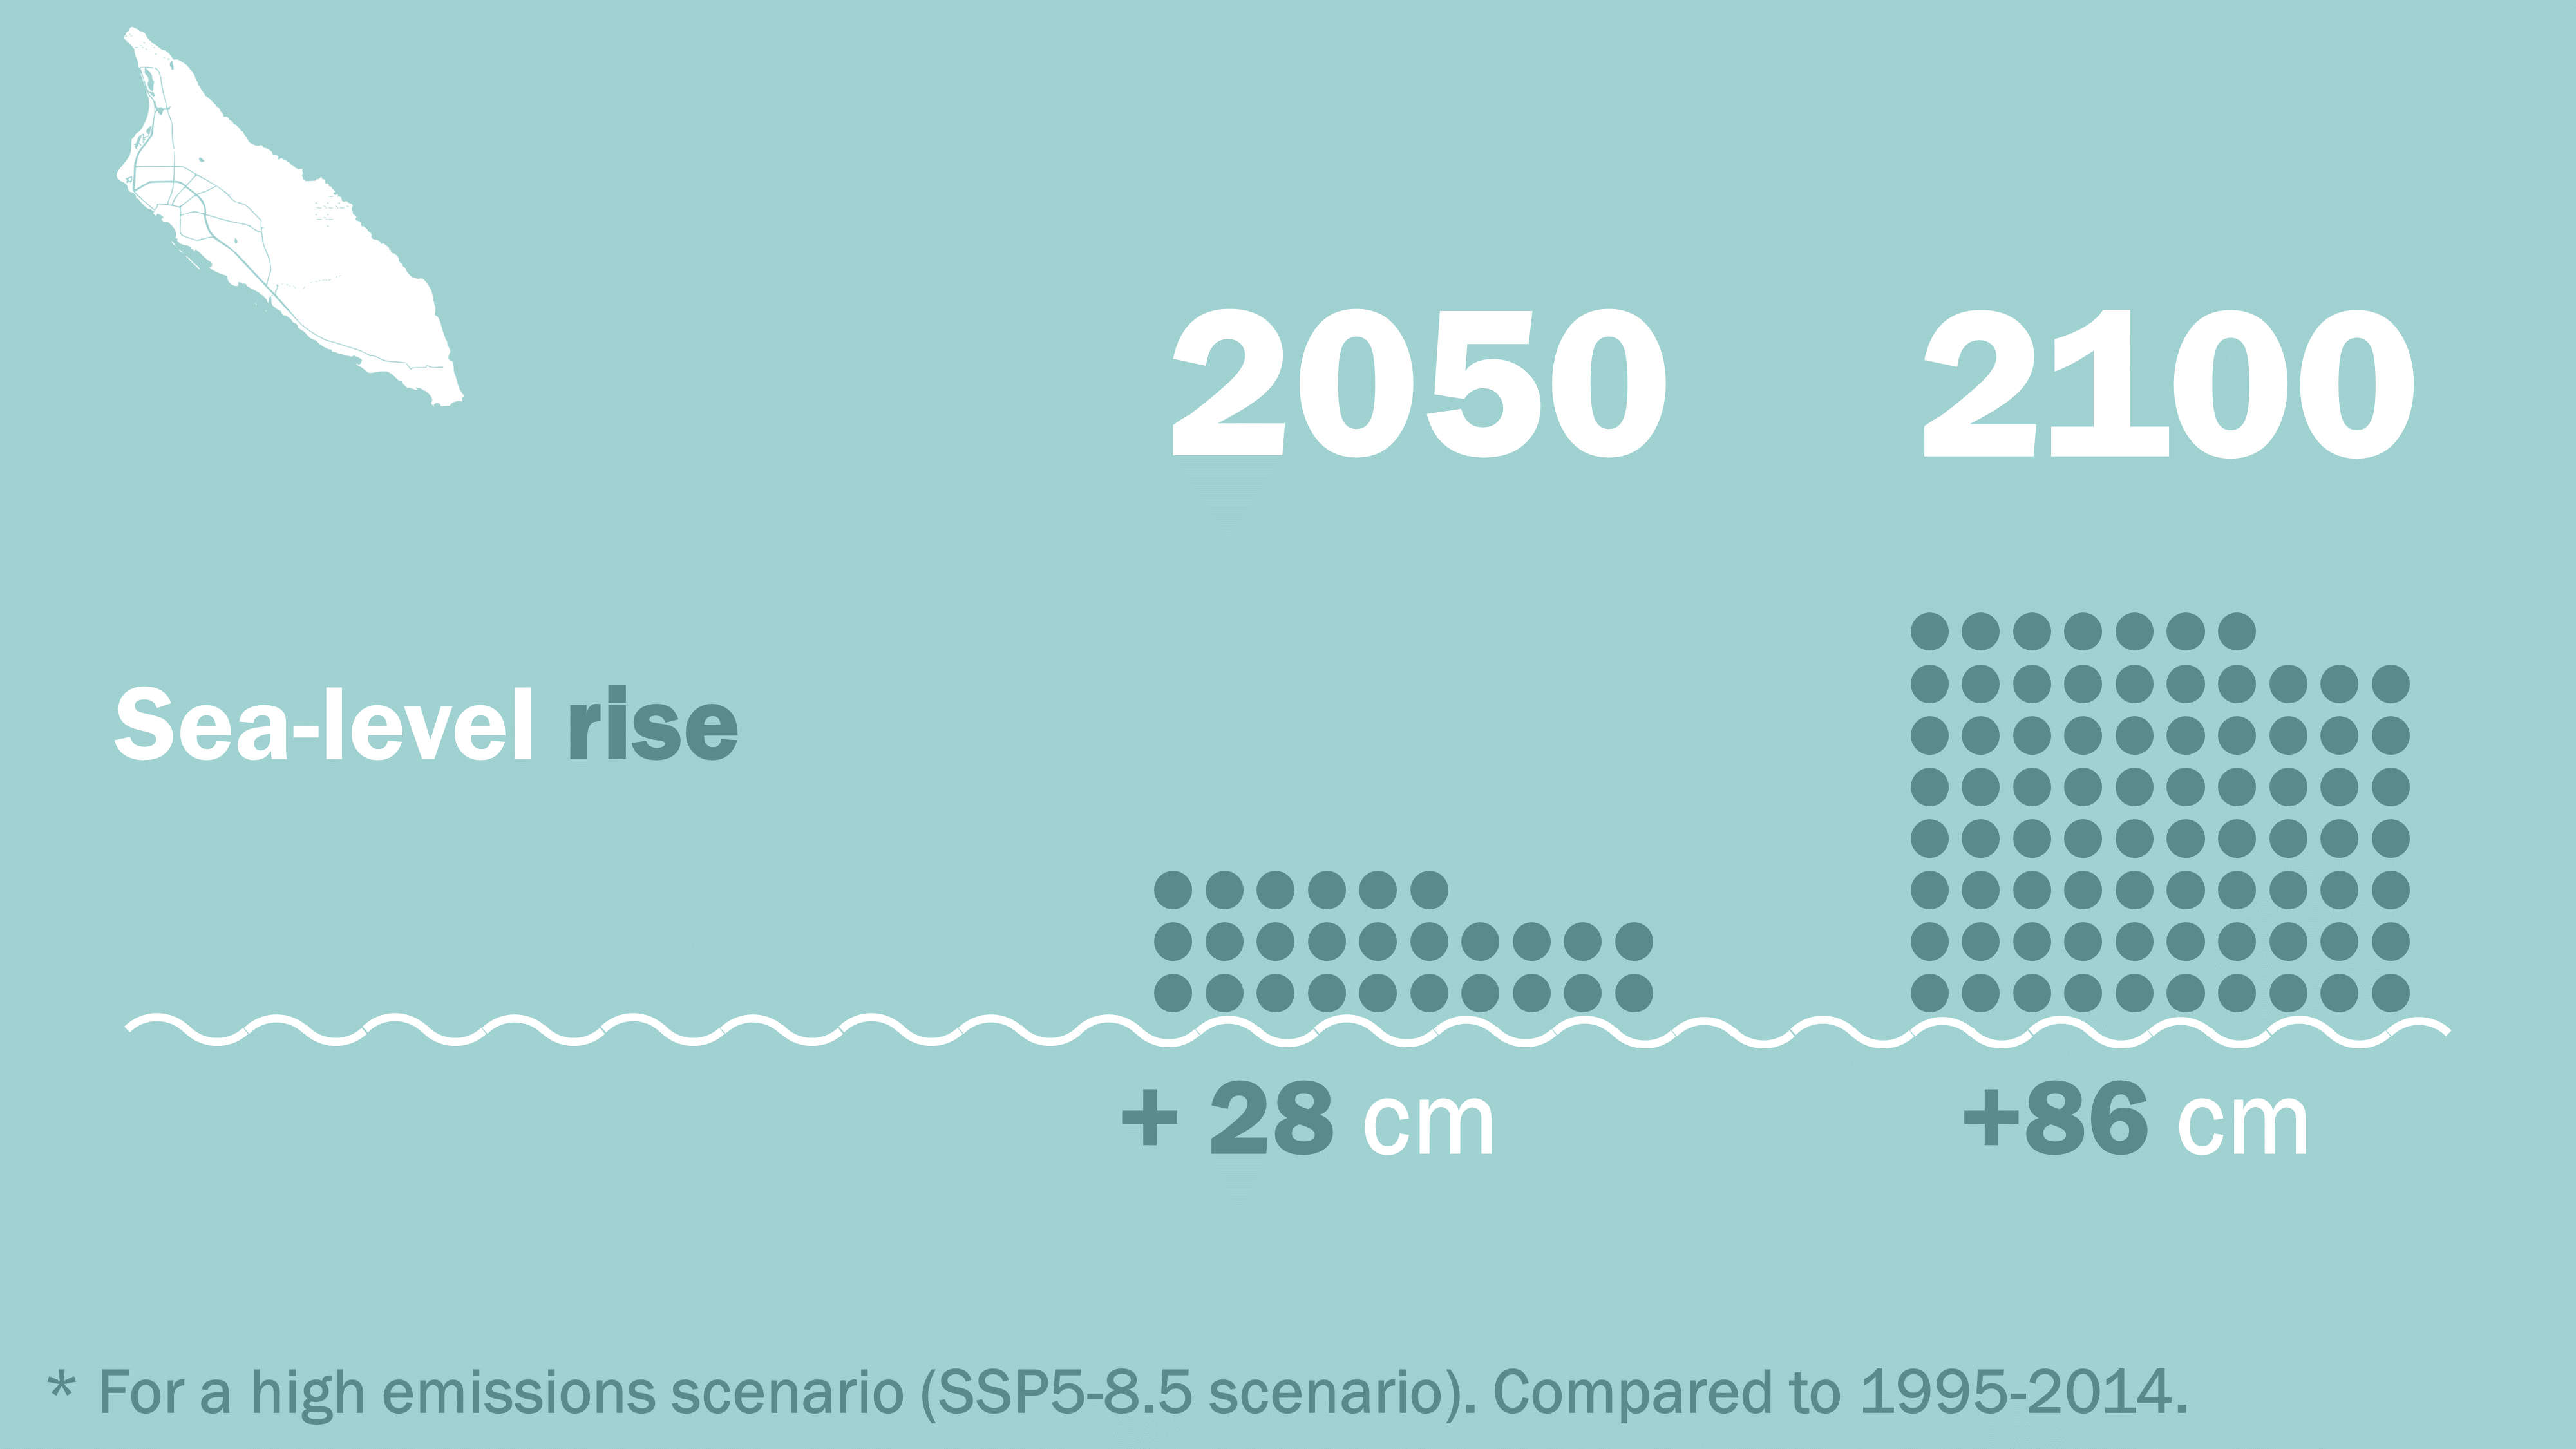 2050
2100
Sea-level rise
+ 28 cm
+86 cm
* For a high emissions scenario (SSP5-8.5 scenario). Compared to 1995-2014.